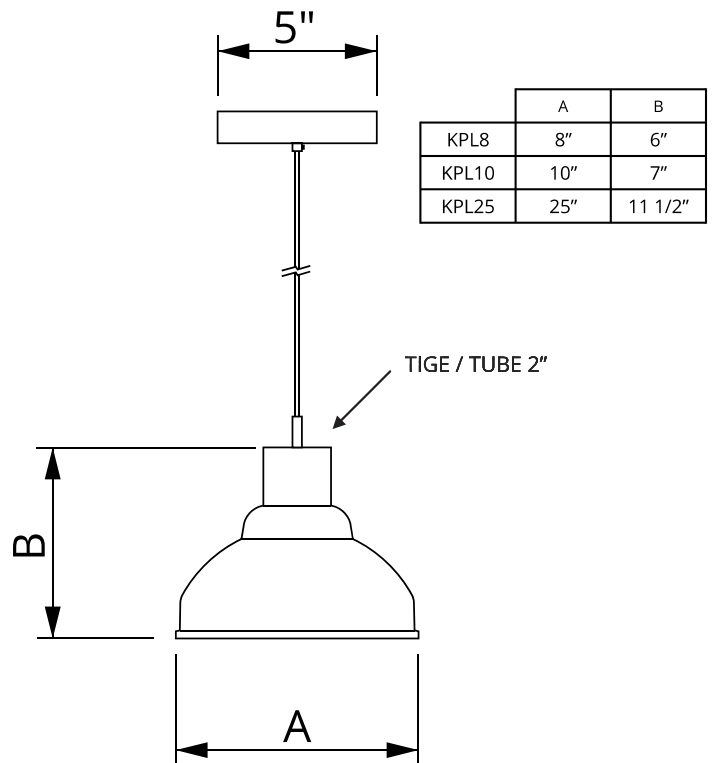 5"
A B
KPL8 8” 6”
KPL10 10” 7”
KPL25 25” 11 1/2”
TIGE / TUBE 2”
B
A